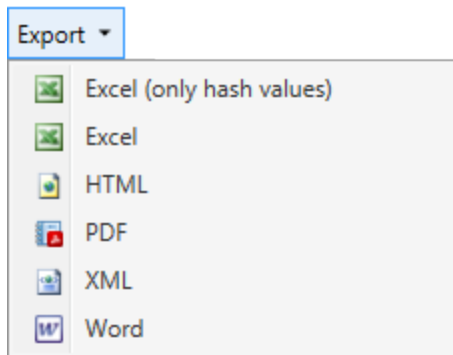 Export
Excel (only hash values)
Excel
HTML
PDF
XML
Word